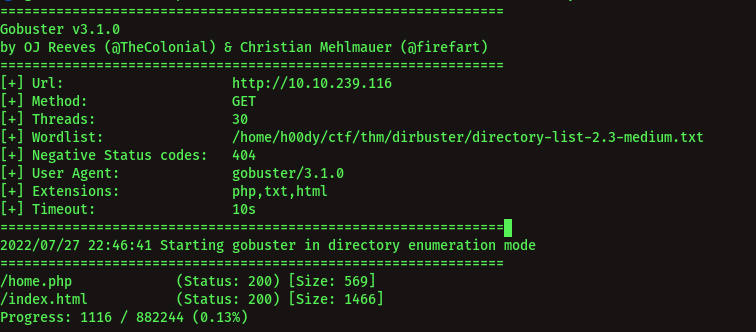 ===============================================================
Gobuster v3.1.0
by OJ Reeves (@TheColonial) & Christian Mehlmauer (@firefart)
===============================================================
[+] Url:                     http://10.10.239.116
[+] Method:                  GET
[+] Threads:                 30
[+] Wordlist:                /home/h00dy/ctf/thm/dirbuster/directory-list-2.3-medium.txt
[+] Negative Status codes:   404
[+] User Agent:              gobuster/3.1.0
[+] Extensions:              php,txt,html
[+] Timeout:                 10s
===============================================================
2022/07/27 22:46:41 Starting gobuster in directory enumeration mode
===============================================================
/home.php             (Status: 200) [Size: 569]
/index.html           (Status: 200) [Size: 1466]
Progress: 1116 / 882244 (0.13%)